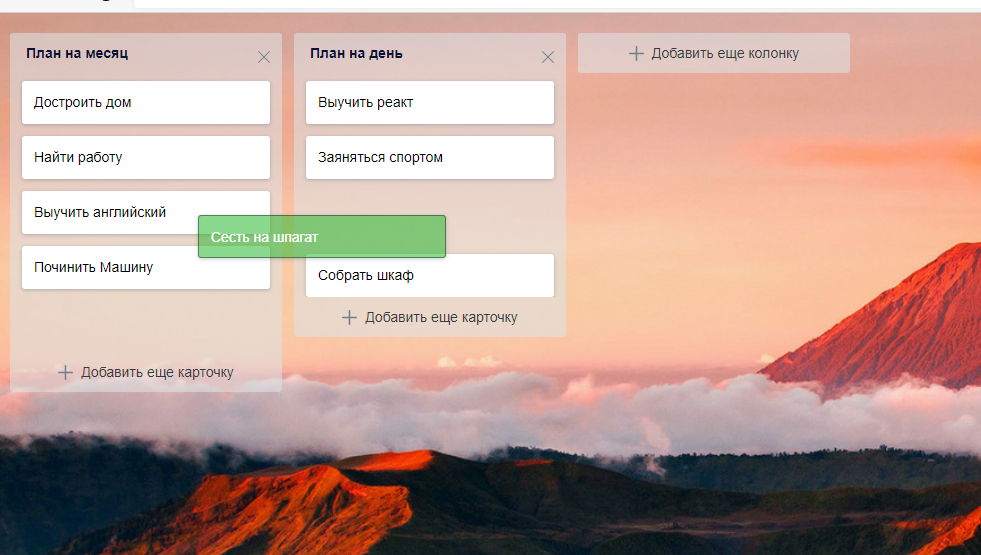 План на месяц
Достроить дом
Найти работу
Выучить английский
Починить Машину
Добавить еще карточку
План на день
Выучить реакт
Заяняться спортом
Сесть на шпагат
Собрать шкаф
Добавить еще карточку
Добавить еще колонку